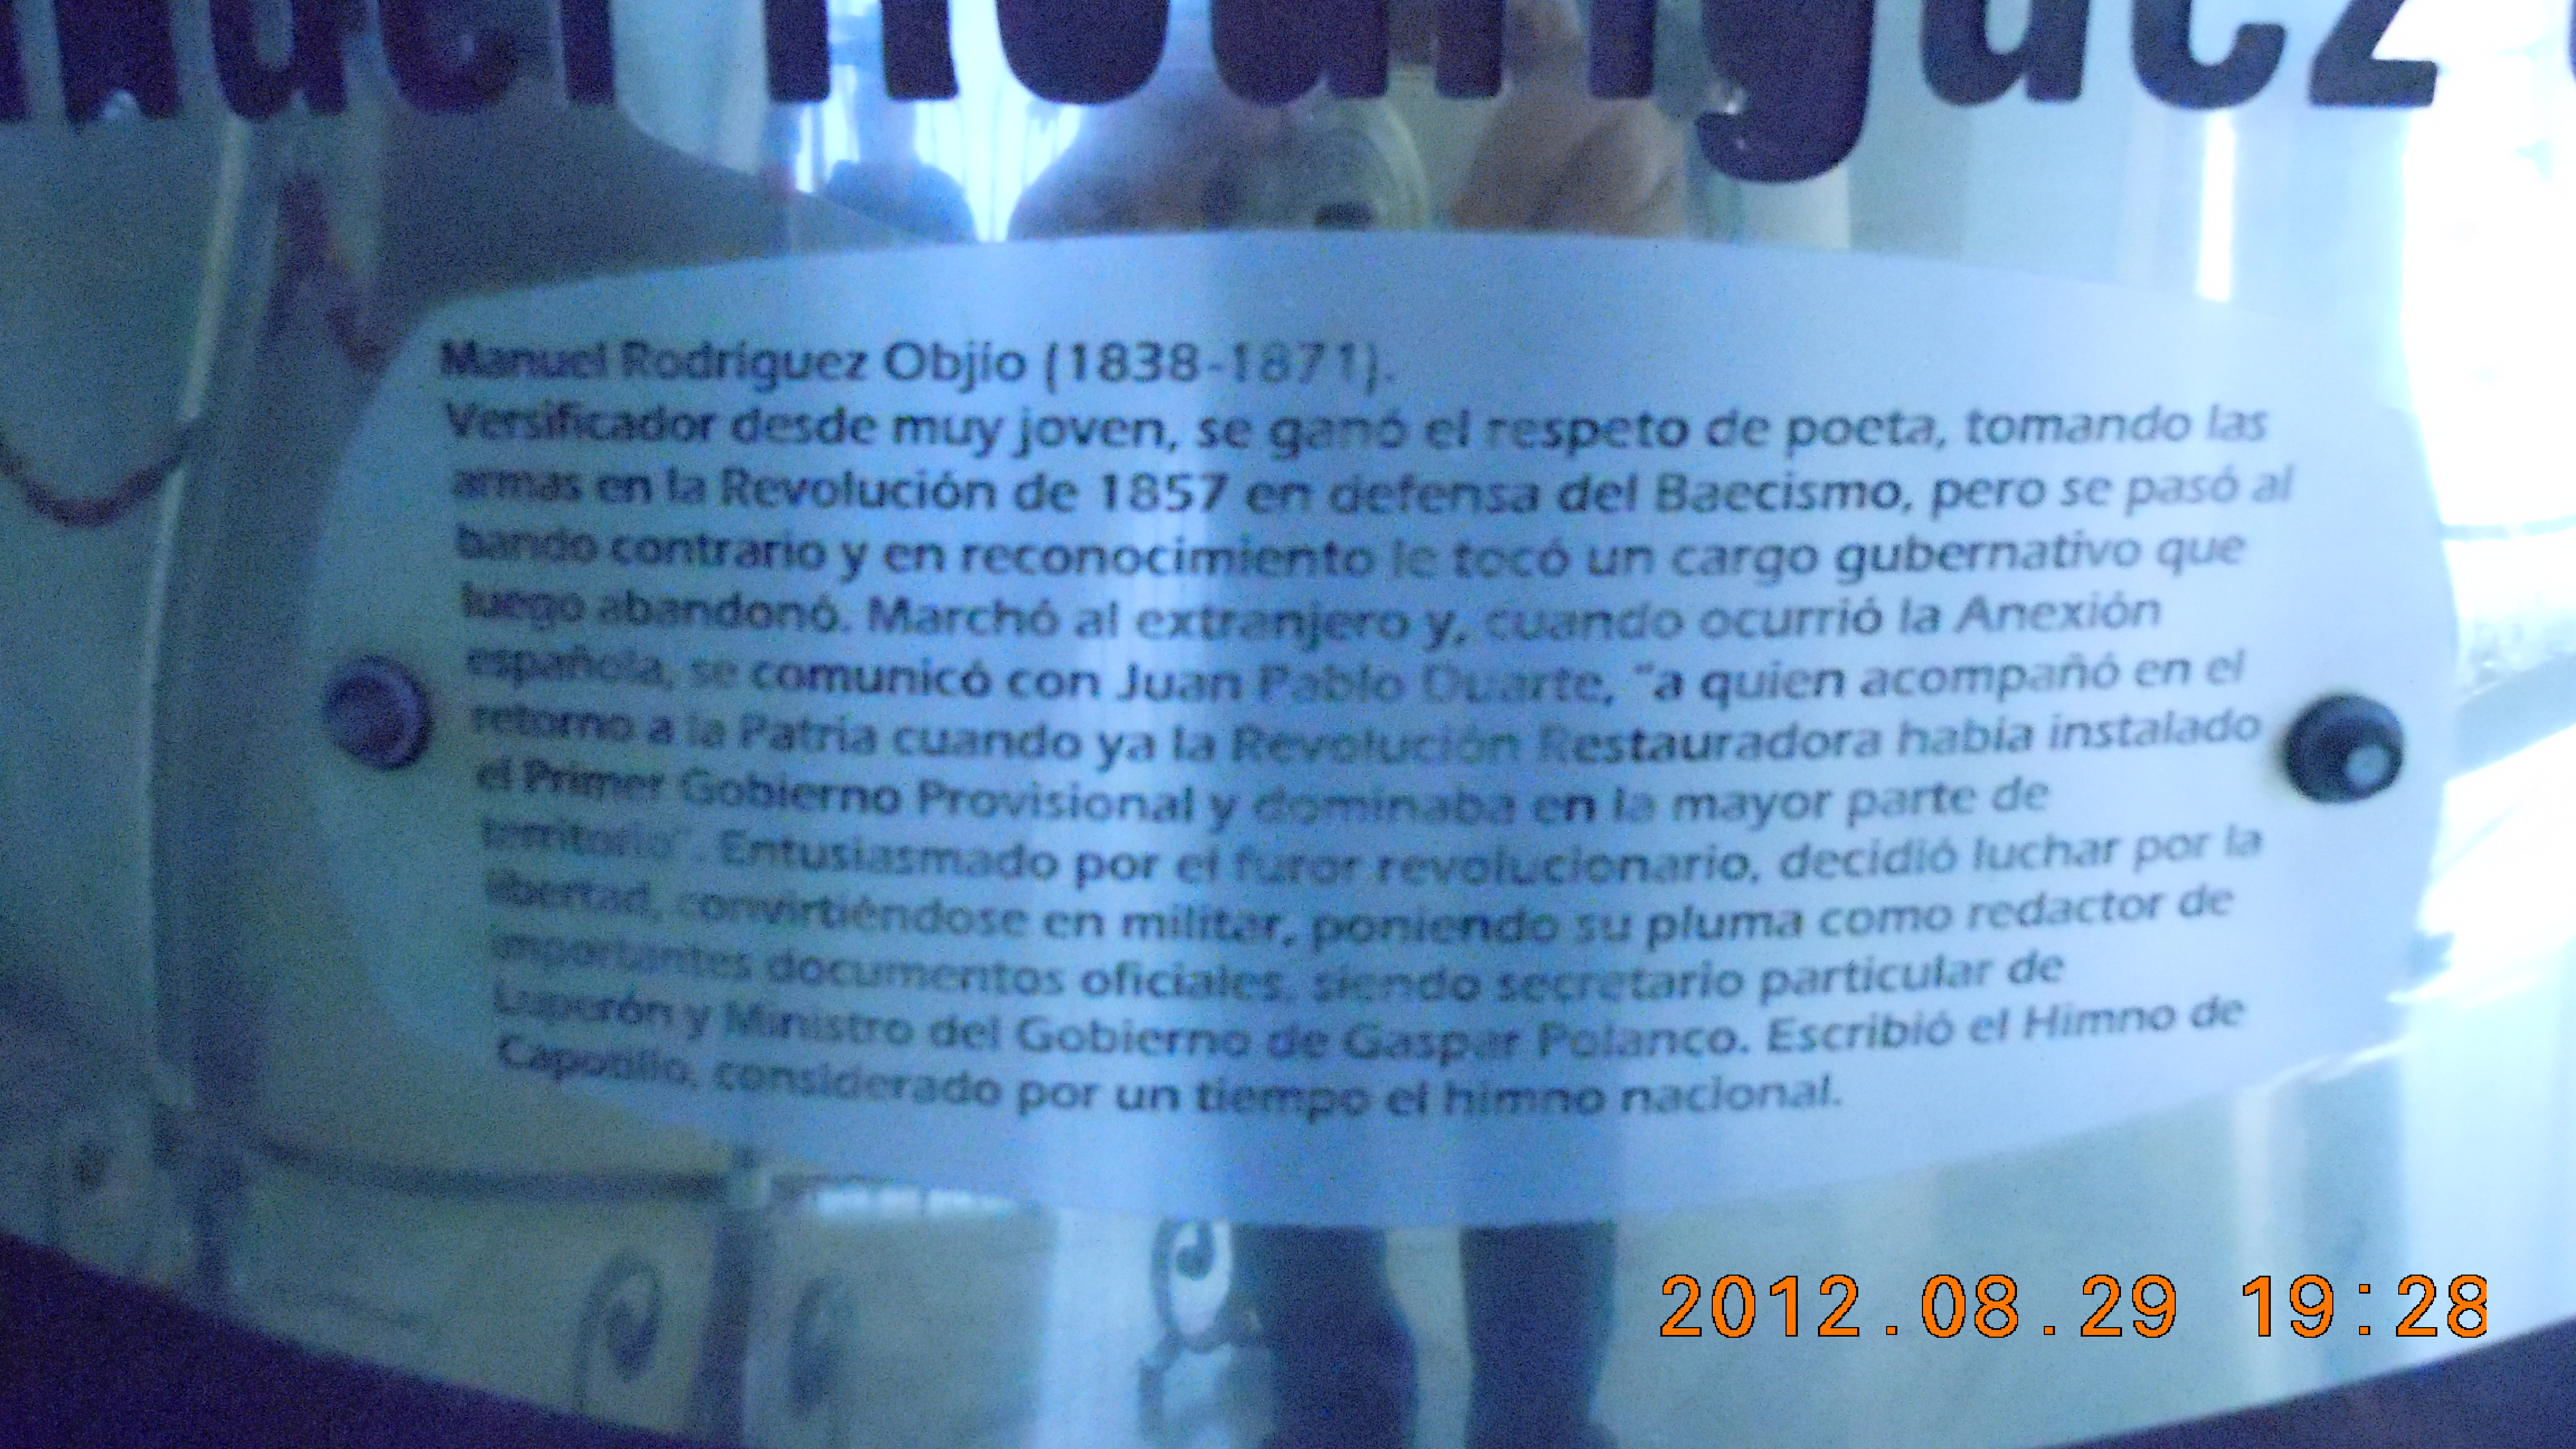 Rodriguez
Manuel Rodríguez Objío (1838-1871).
Versificador desde muy joven, se ganó el respeto de poeta, tomando las
armas en la Revolución de 1857 en defensa del Baecismo, pero se pasó al
bando contrario y en reconocimiento le tocó un cargo gubernativo que
luego abandonó. Marchó al extranjero y, cuando ocurrió la Anexión
española, se comunicó con Juan Pablo Duarte, "a quien acompañó en el
retorno a la Patria cuando ya la Revolución Restauradora había instalado
el Primer Gobierno Provisional y dominaba en la mayor parte de
territorio". Entusiasmado por el furor revolucionario, decidió luchar por la
libertad, convirtiéndose en militar, poniendo su pluma como redactor de
importantes documentos oficiales, siendo secretario particular de
Luperón y Ministro del Gobierno de Gaspar Polanco. Escribió el Himno de
Capotillo, considerado por un tiempo el himno nacional.
2012.08.29 19:28